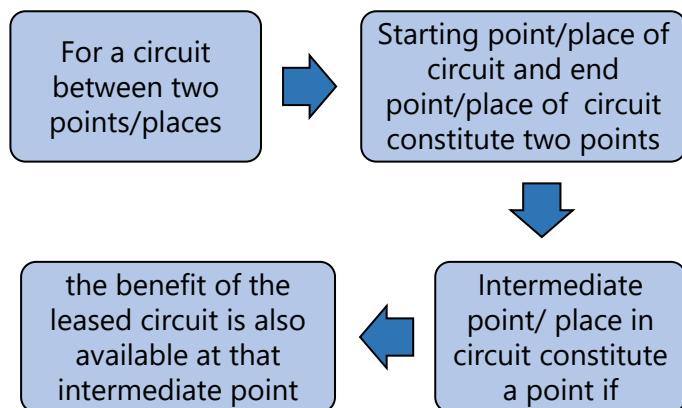 For a circuit
between two
points/places
Starting point/place of
circuit and end
point/place of circuit
constitute two points
Intermediate
point/ place in
circuit constitute
a point if
the benefit of the
leased circuit is also
available at that
intermediate point